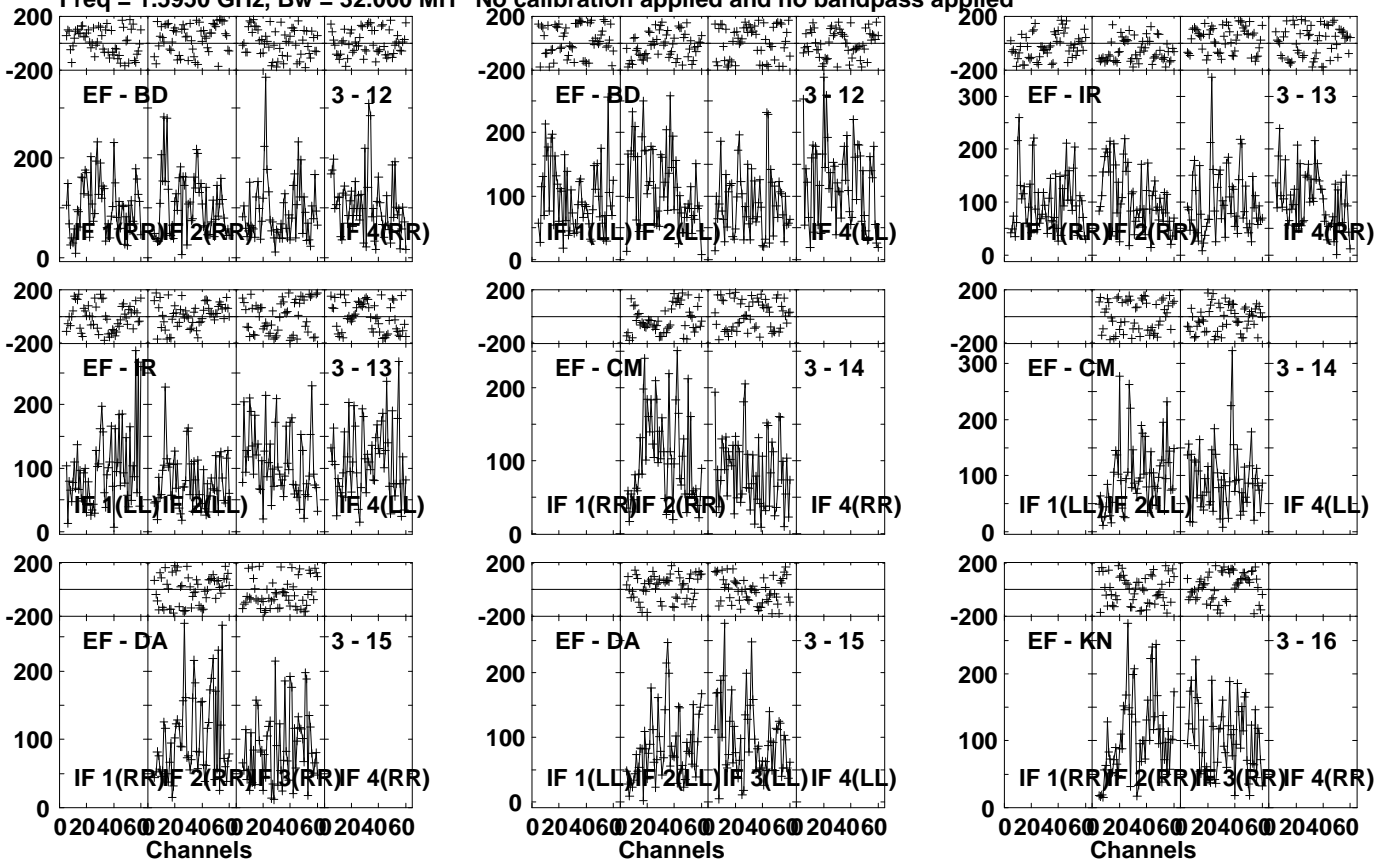 Freq = 1.5950 GHz, Bw = 32.000 MH No calibration applied and no bandpass applied
200 200 200
-200 -200 -200
EF - BD 3 - 12 EF - BD 3 - 12 EF - IR 3 - 13
300
200 200 200
100 100
IF 1(RR) IF 2(RR) IF 4(RR) IF 1(LL) IF 2(LL) IF 4(LL) IF 1(RR) IF 2(RR) IF 4(RR)
0 0 0
200 200 200
-200 -200 -200
EF - IR 3 - 13 EF - CM 3 - 14 EF - CM 3 - 14
300
200 200 200
100 100 100
IF 1(LL) IF 2(LL) IF 4(LL) IF 1(RR) IF 2(RR) IF 4(RR) IF 1(LL) IF 2(LL) IF 4(LL)
0 0 0
200 200 200
-200 -200 -200
EF - DA 3 - 15 EF - DA 3 - 15 EF - KN 3 - 16
200 200 200
100 100 100
IF 1(RR) IF 2(RR) IF 3(RR) IF 4(RR) IF 1(LL) IF 2(LL) IF 3(LL) IF 4(LL) IF 1(RR) IF 2(RR) IF 3(RR) IF 4(RR)
0 0 0
0 20 40 60 0 20 40 60 0 20 40 60 0 20 40 60 0 20 40 60 0 20 40 60 0 20 40 60 0 20 40 60 0 20 40 60 0 20 40 60 0 20 40 60 0 20 40 60
Channels Channels Channels